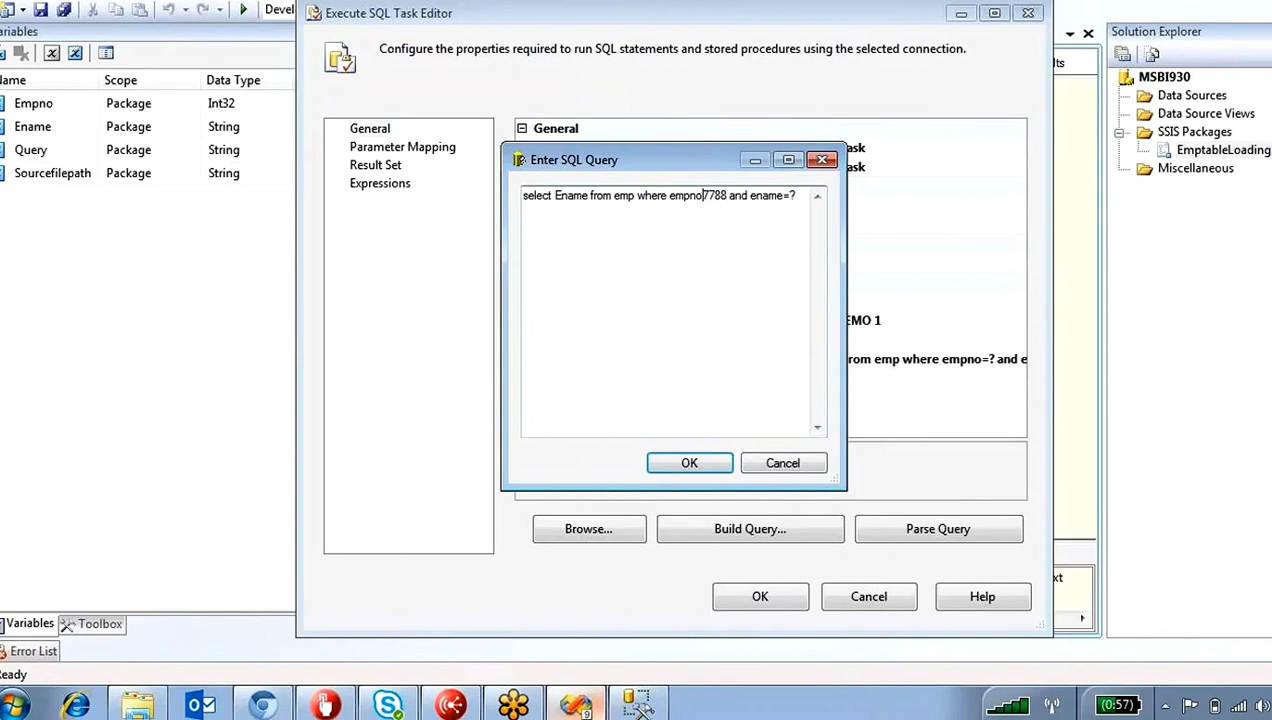 Devel
Execute SQL Task Editor
Configure the properties required to run SQL statements and stored procedures using the selected connection.
ariables
ame Scope Data Type
Empno Package Int32
Ename Package String
Query Package String
Sourcefilepath Package String
General
Parameter Mapping
Result Set
Expressions
General
ask
ask
EMO 1
rom emp where empno=? and e
Enter SQL Query
select Ename from emp where empno7788 and ename=?
OK Cancel
Browse... Build Query... Parse Query
OK Cancel Help
lts
xt
Solution Explorer
MSBI930
Data Sources
Data Source Views
SSIS Packages
EmptableLoading
Miscellaneous
Variables Toolbox
Error List
eady
9
(0:57)